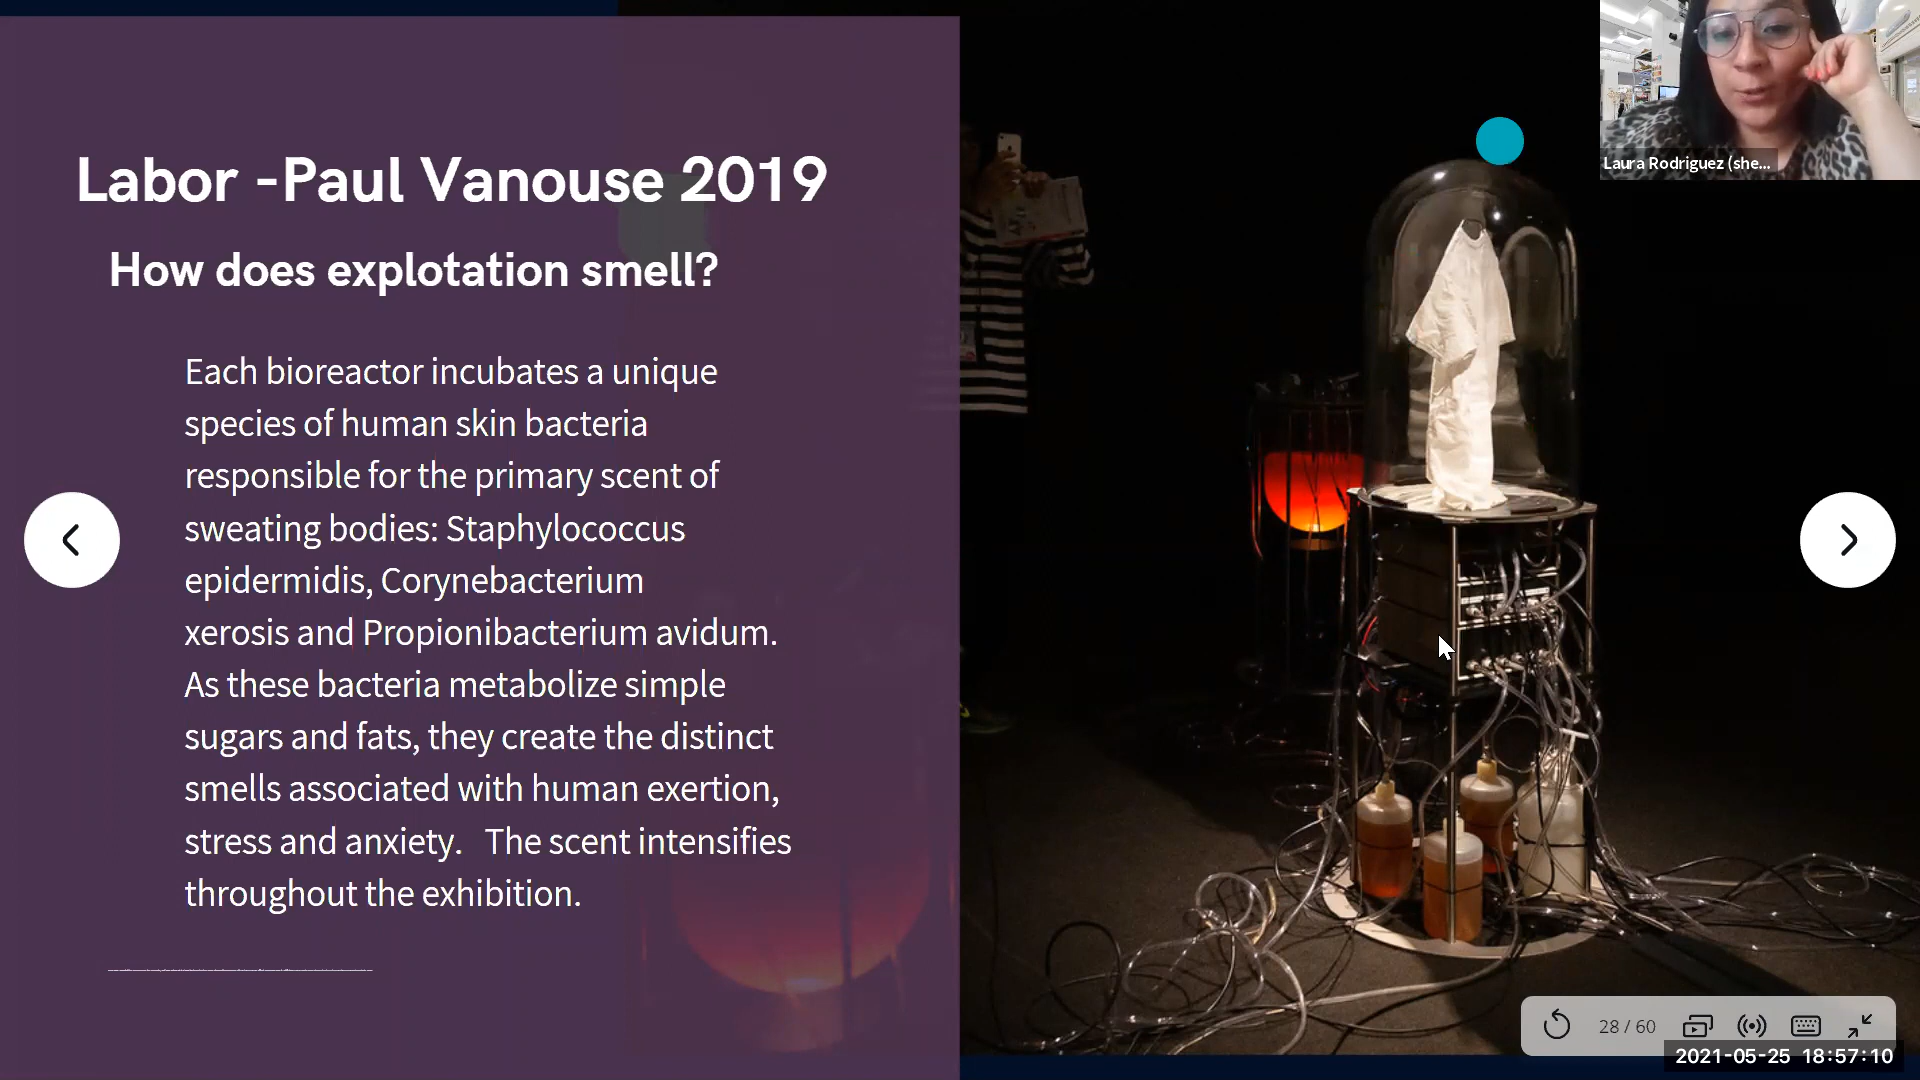 Labor -Paul Vanouse 2019
How does explotation smell?
Each bioreactor incubates a unique
species of human skin bacteria
responsible for the primary scent of
sweating bodies: Staphylococcus
epidermidis, Corynebacterium
xerosis and Propionibacterium avidum.
As these bacteria metabolize simple
sugars and fats, they create the distinct
smells associated with human exertion,
stress and anxiety. The scent intensifies
throughout the exhibition.
Laura Rodriguez (she...
28 / 60
2021-05-25 18:57:10